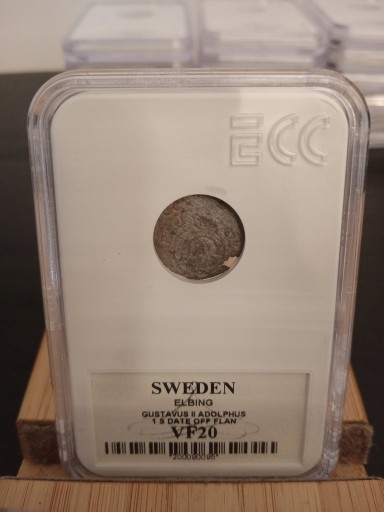 ECC
SWEDEN
ELBING
GUSTAVUS II ADOLPHUS
1 S DATE OFF FLAN
VF20